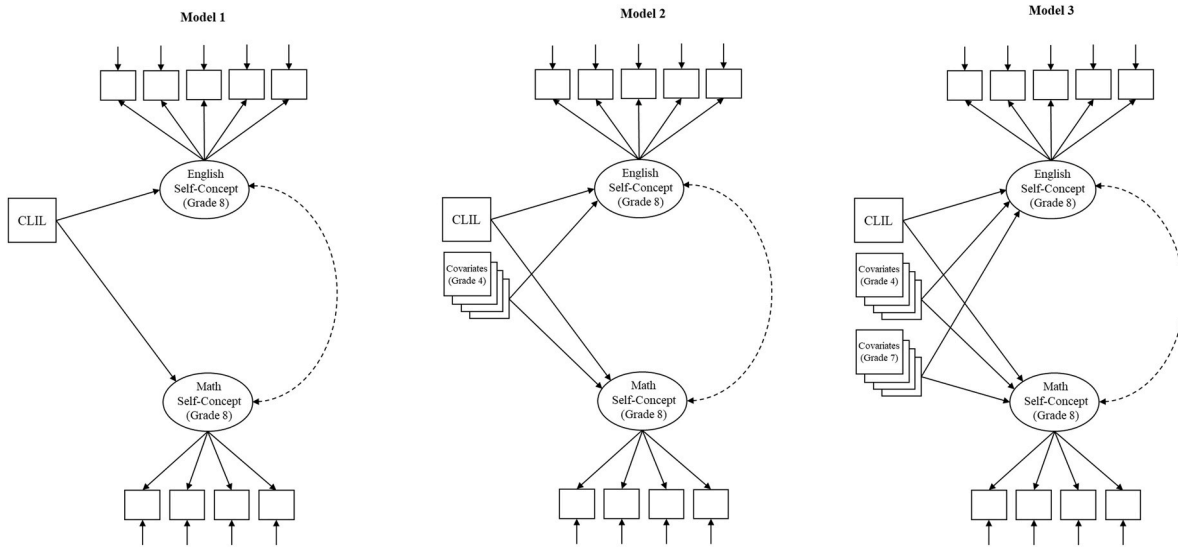 Model 1
English
Self-Concept
(Grade 8)
CLIL
Math
Self-Concept
(Grade 8)
Model 2
English
Self-Concept
(Grade 8)
CLIL
Covariates
(Grade 4)
Math
Self-Concept
(Grade 8)
Model 3
English
Self-Concept
(Grade 8)
CLIL
Covariates
(Grade 4)
Covariates
(Grade 7)
Math
Self-Concept
(Grade 8)